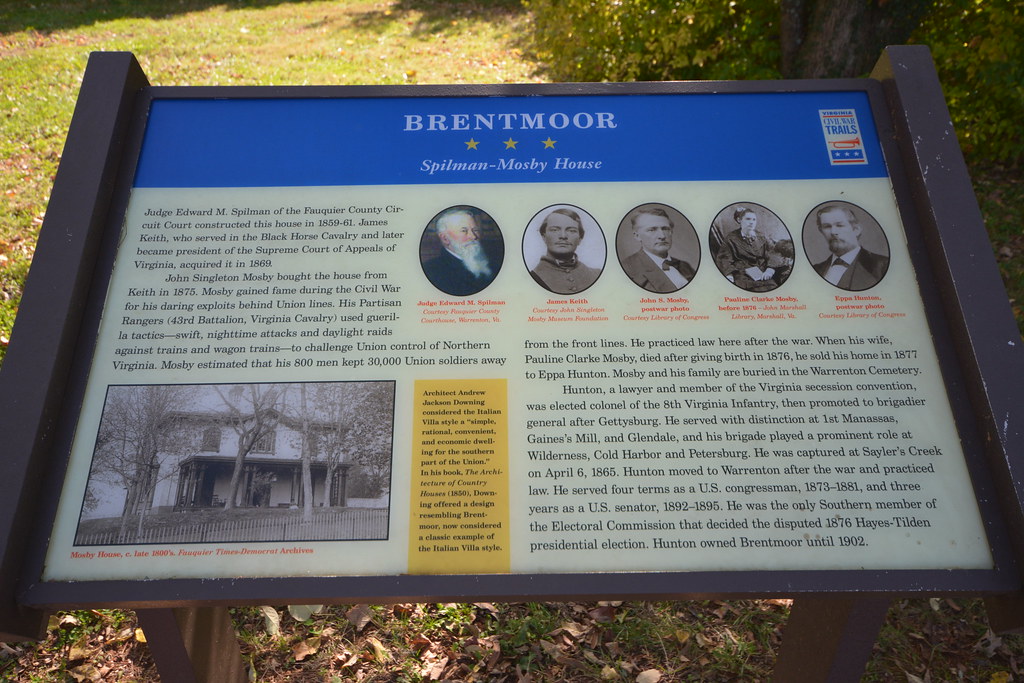 BRENTMOOR
Spilman-Mosby House
VIRGINIA
CIVIL WAR
TRAILS
Judge Edward M. Spilman of the Fauquier County Cir-
cuit Court constructed this house in 1859-61. James
Keith, who served in the Black Horse Cavalry and later
became president of the Supreme Court of Appeals of
Virginia, acquired it in 1869.
John Singleton Mosby bought the house from
Keith in 1875. Mosby gained fame during the Civil War
for his daring exploits behind Union lines. His Partisan
Rangers (43rd Battalion, Virginia Cavalry) used gueril-
la tactics—swift, nighttime attacks and daylight raids
against trains and wagon trains—to challenge Union control of Northern
Virginia. Mosby estimated that his 800 men kept 30,000 Union soldiers away
Judge Edward M. Spilman
Courtesy Fauquier County
Courthouse, Warrenton, Va.
James Keith
Courtesy John Singleton
Mosby Museum Foundation
John S. Mosby,
postwar photo
Courtesy Library of Congress
Pauline Clarke Mosby,
before 1876—John Marshall
Library, Marshall, Va.
Eppa Hunton,
postwar photo
Courtesy Library of Congress
from the front lines. He practiced law here after the war. When his wife,
Pauline Clarke Mosby, died after giving birth in 1876, he sold his home in 1877
to Eppa Hunton. Mosby and his family are buried in the Warrenton Cemetery.
Hunton, a lawyer and member of the Virginia secession convention,
was elected colonel of the 8th Virginia Infantry, then promoted to brigadier
general after Gettysburg. He served with distinction at 1st Manassas,
Gaines's Mill, and Glendale, and his brigade played a prominent role at
Wilderness, Cold Harbor and Petersburg. He was captured at Sayler's Creek
on April 6, 1865. Hunton moved to Warrenton after the war and practiced
law. He served four terms as a U.S. congressman, 1873–1881, and three
years as a U.S. senator, 1892–1895. He was the only Southern member of
the Electoral Commission that decided the disputed 1876 Hayes-Tilden
presidential election. Hunton owned Brentmoor until 1902.
Architect Andrew
Jackson Downing
considered the Italian
Villa style a "simple,
rational, convenient,
and economic dwell-
ing for the southern
part of the Union."
In his book, The Archi-
tecture of Country
Houses (1850), Down-
ing offered a design
resembling Brent-
moor, now considered
a classic example of
the Italian Villa style.
Mosby House, c. late 1800's. Fauquier Times-Democrat Archives